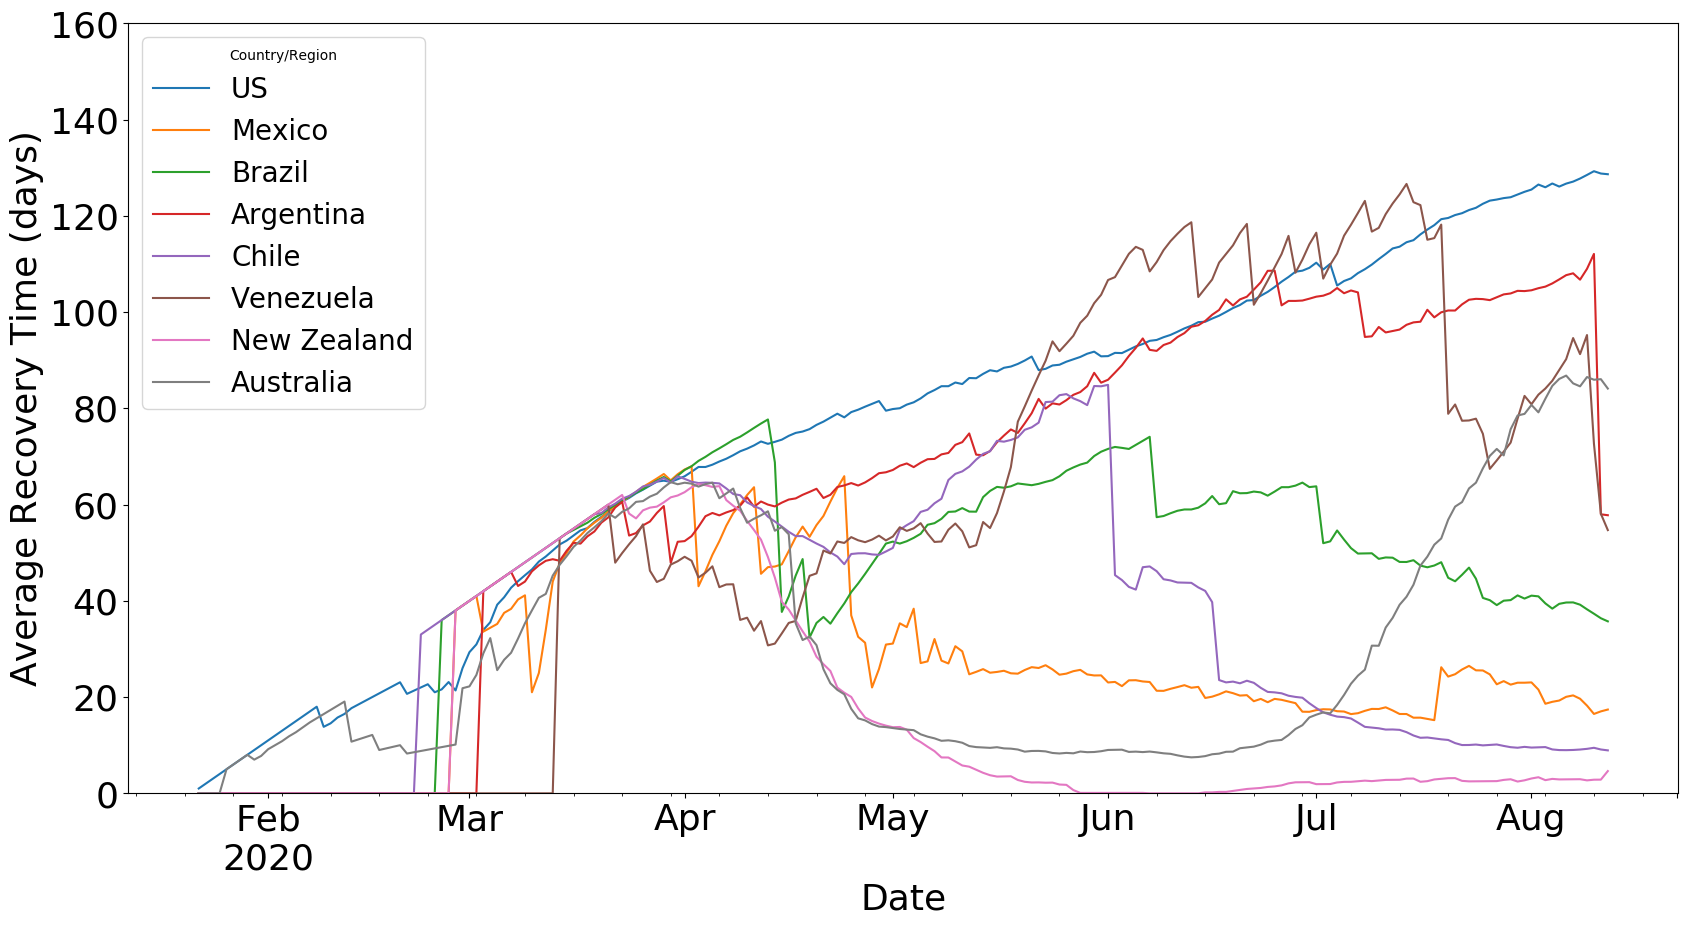 160
140
120
100
80
60
40
20
0
Average Recovery Time (days)
Country/Region
US
Mexico
Brazil
Argentina
Chile
Venezuela
New Zealand
Australia
Feb Mar Apr May Jun Jul Aug
2020
Date